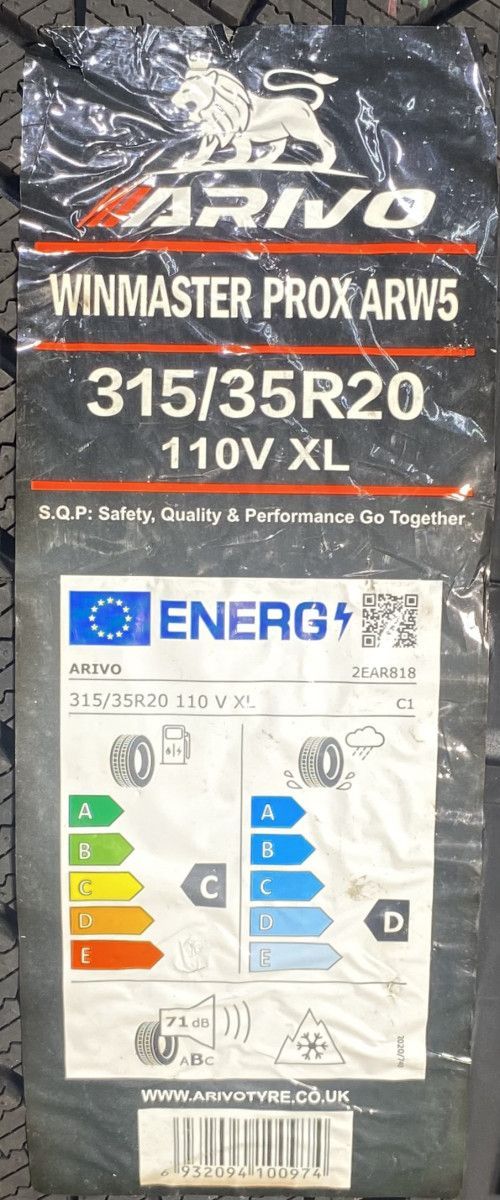 ARIVO
WINMASTER PROX ARW5
315/35R20
110V XL
S.Q.P: Safety, Quality & Performance Go Together
ENERG
ARIVO 2EAR818
315/35R20 110 V XL C1
A A
B B
C C C
D D D
E E
71 dB
ABC
2020/740
WWW.ARIVOTYRE.CO.UK
6 932094 100974